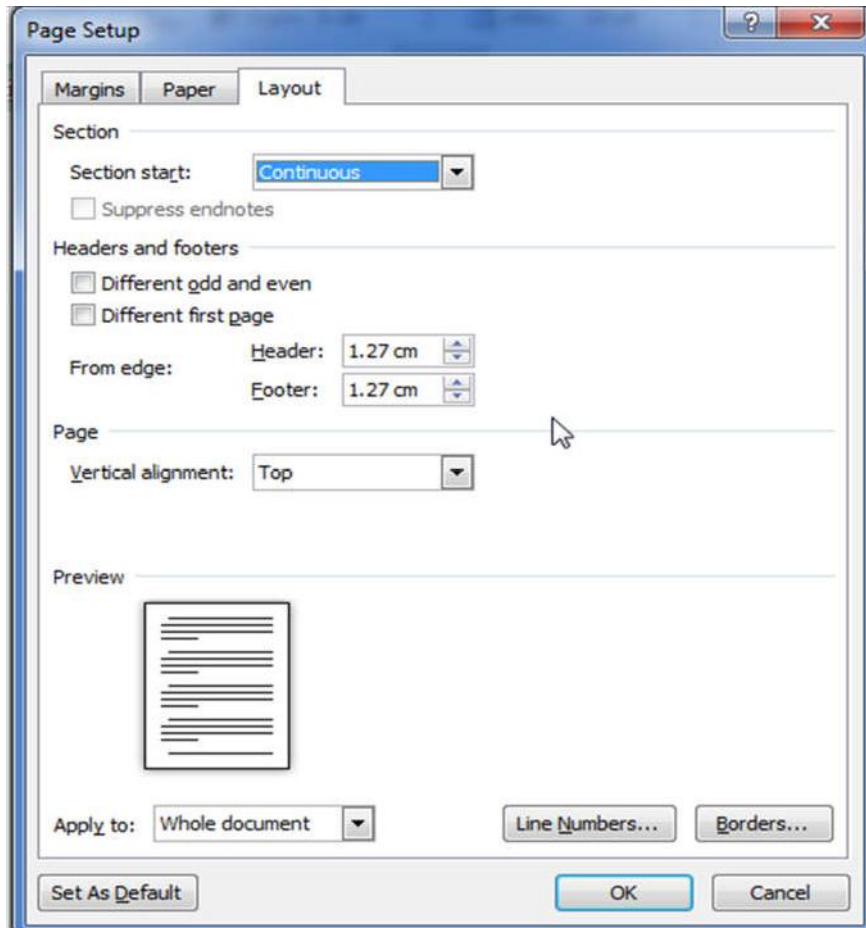 Page Setup
?
Margins Paper Layout
Section
Section start: Continuous
Suppress endnotes
Headers and footers
Different odd and even
Different first page
From edge:
Header: 1.27 cm
Footer: 1.27 cm
Page
Vertical alignment: Top
Preview
Apply to: Whole document Line Numbers... Borders...
Set As Default OK Cancel